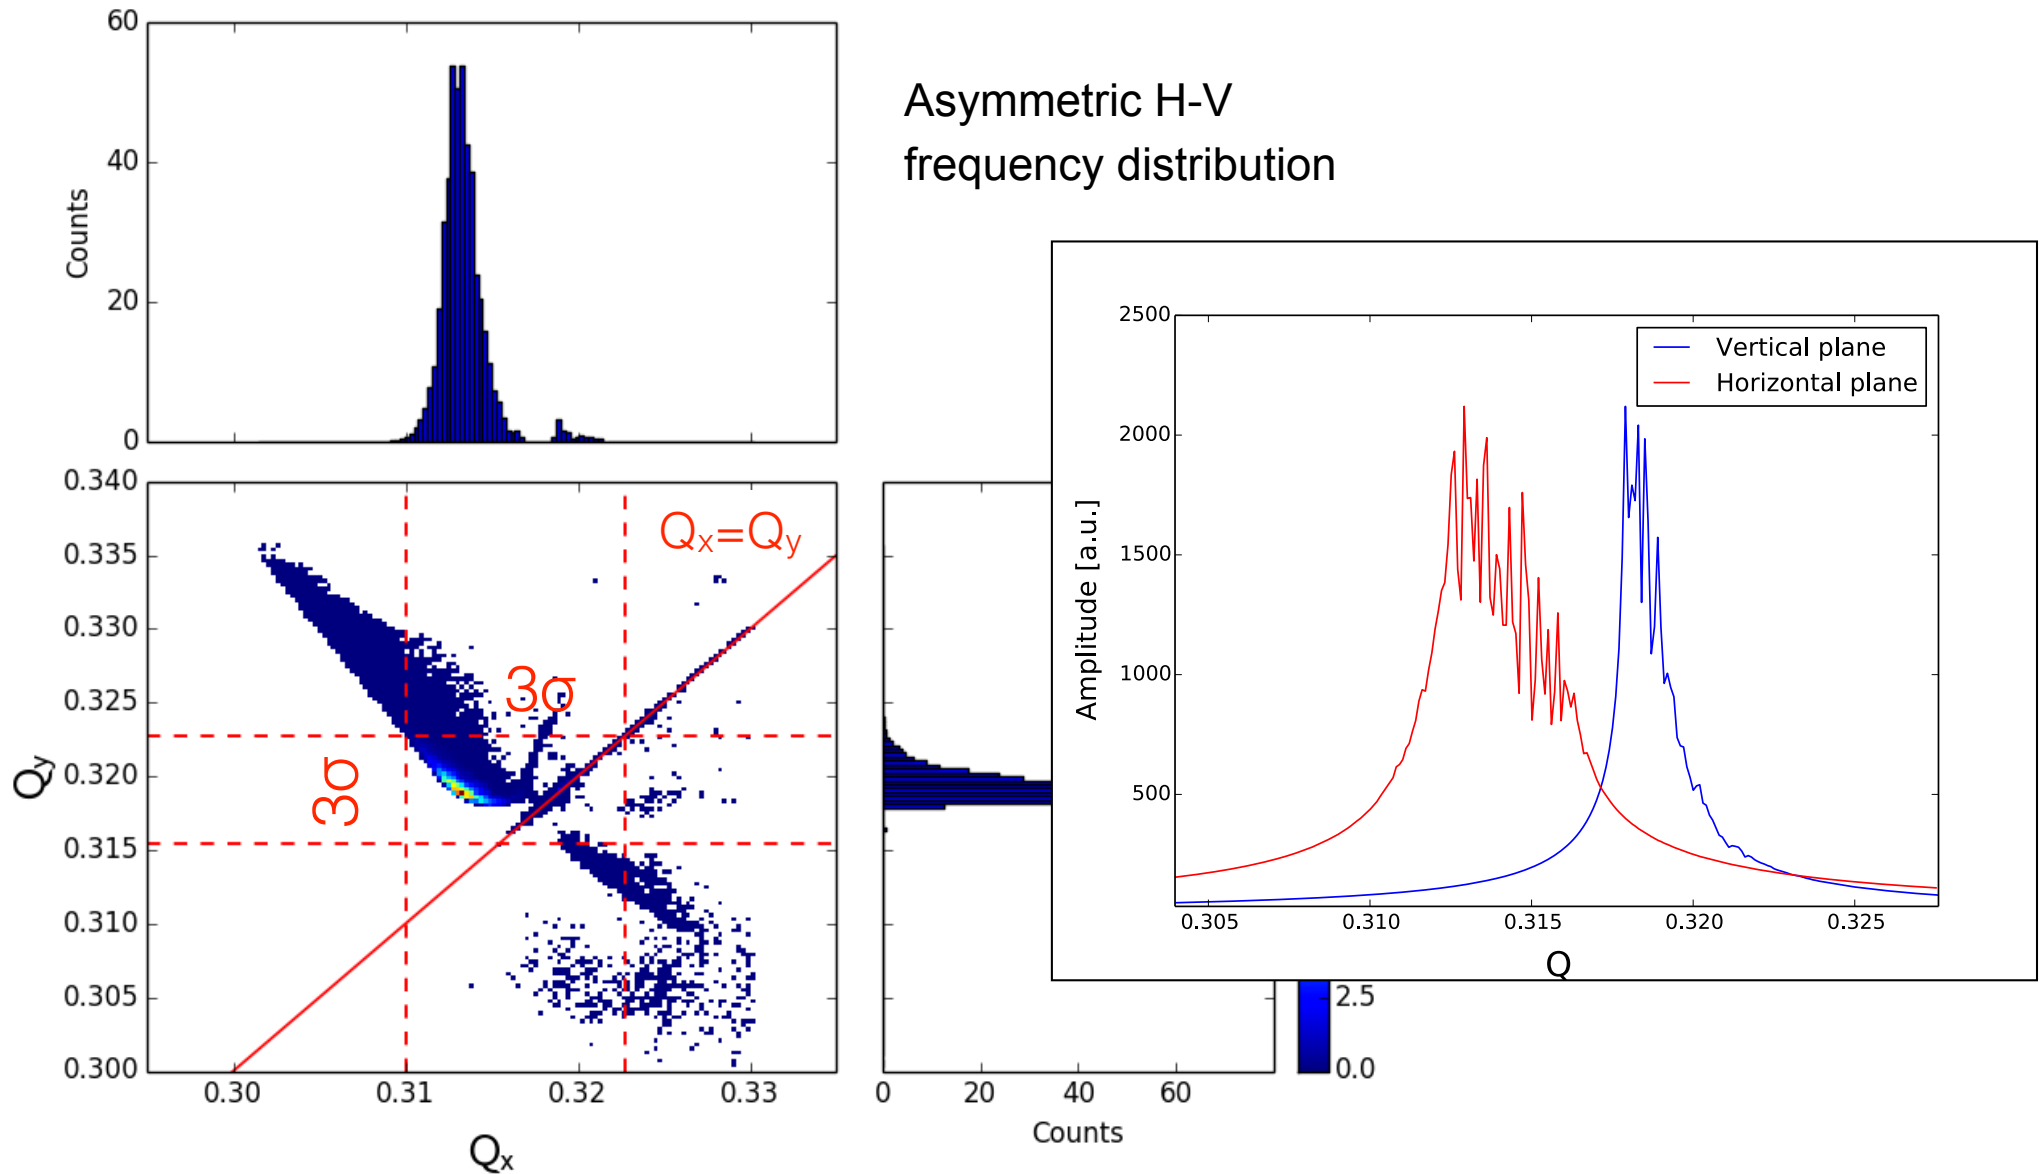 Asymmetric H-V
frequency distribution
60
40
20
0
Counts
0.340
0.335
0.330
0.325
0.320
0.315
0.310
0.305
0.300
Qy
Qx=Qy
3σ
3σ
0.30
0.31
0.32
0.33
Qx
0
20
40
60
Counts
2.5
0.0
2500
2000
1500
1000
500
Amplitude [a.u.]
Vertical plane
Horizontal plane
0.305
0.310
0.315
0.320
0.325
Q